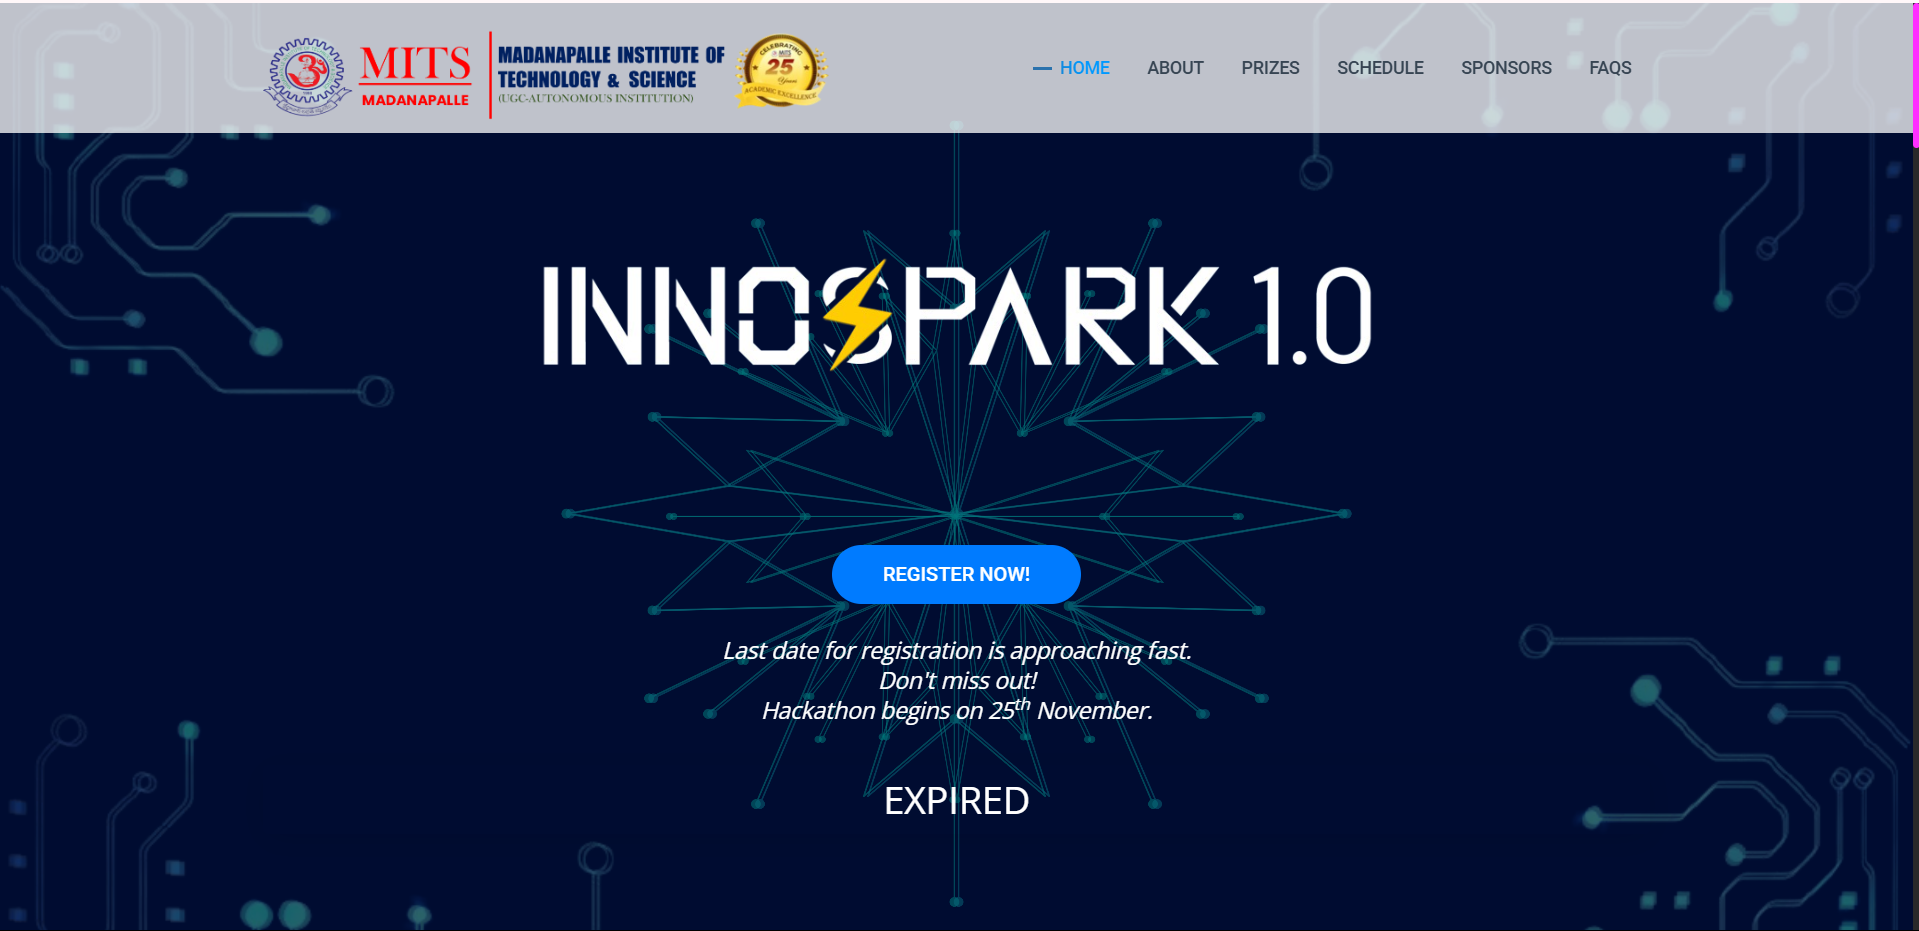 MITS
MADANAPALLE
MADANAPALLE INSTITUTE OF
TECHNOLOGY & SCIENCE
(UGC-AUTONOMOUS INSTITUTION)
CELEBRATING
MITS
25
Years
ACADEMIC EXCELLENCE
HOME ABOUT PRIZES SCHEDULE SPONSORS FAQS
INNOSPARK 1.0
REGISTER NOW!
Last date for registration is approaching fast.
Don't miss out!
Hackathon begins on 25th November.
EXPIRED